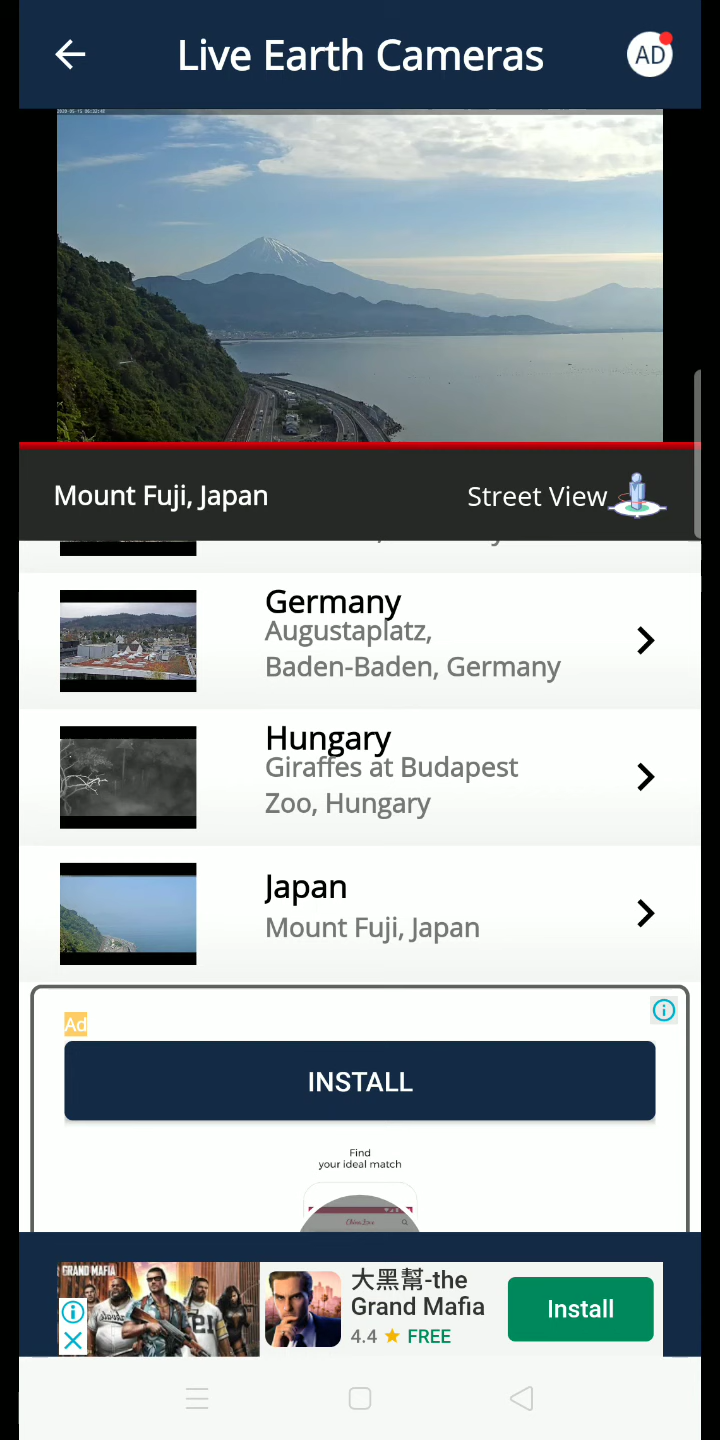 Live Earth Cameras
AD
Mount Fuji, Japan
Street View
Germany
Augustaplatz,
Baden-Baden, Germany
Hungary
Giraffes at Budapest
Zoo, Hungary
Japan
Mount Fuji, Japan
Ad
INSTALL
Find
your ideal match
GRAND MAFIA
大黑幫-the
Grand Mafia
4.4 ★ FREE
Install